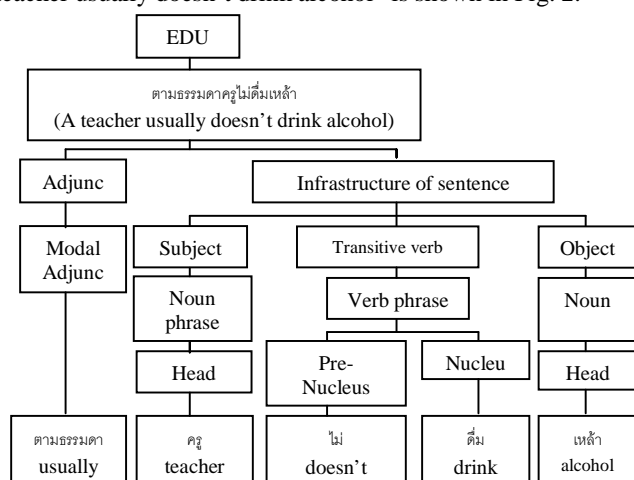 teacher usually doesn't drink alcohol" is shown in Fig. 2.
EDU
ตามธรรมดาครูไม่ดื่มเหล้า
(A teacher usually doesn't drink alcohol)
Adjunc
Infrastructure of sentence
Modal
Adjunc
Subject
Transitive verb
Object
Noun
phrase
Verb phrase
Noun
Head
Pre-
Nucleus
Nucleu
Head
ตามธรรมดา
usually
ครู
teacher
ไม่
doesn't
ดื่ม
drink
เหล้า
alcohol